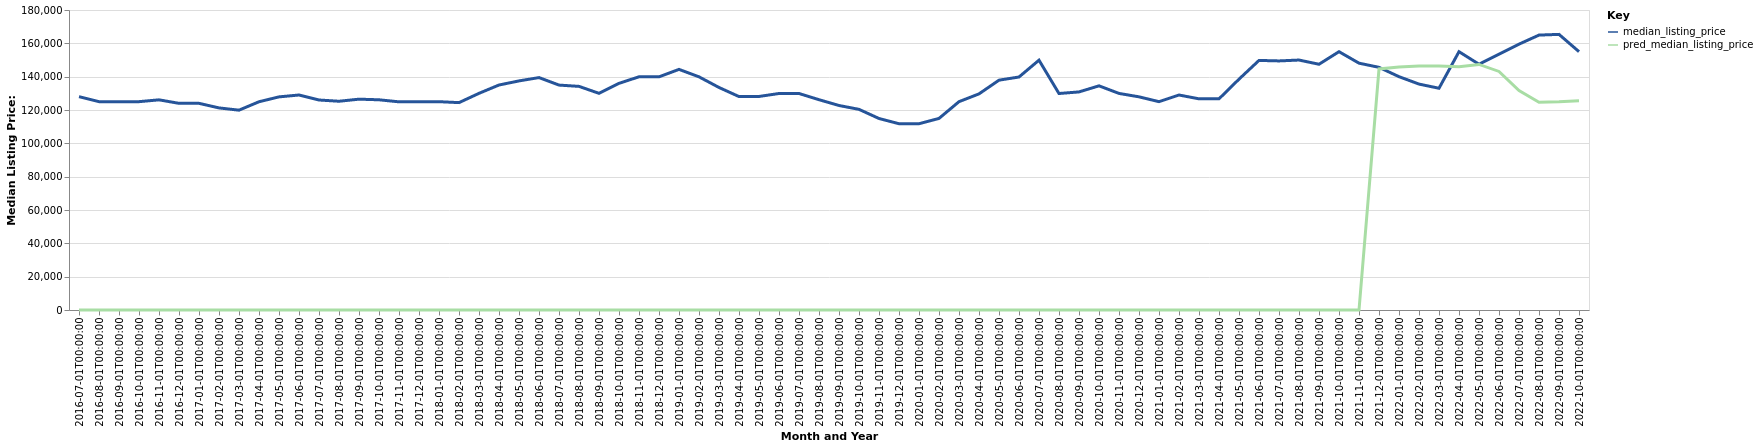 180,000
160,000
140,000
120,000
100,000
80,000
60,000
40,000
20,000
0
Median Listing Price:
2016-07-01T00:00:00
2016-08-01T00:00:00
2016-09-01T00:00:00
2016-10-01T00:00:00
2016-11-01T00:00:00
2016-12-01T00:00:00
2017-01-01T00:00:00
2017-02-01T00:00:00
2017-03-01T00:00:00
2017-04-01T00:00:00
2017-05-01T00:00:00
2017-06-01T00:00:00
2017-07-01T00:00:00
2017-08-01T00:00:00
2017-09-01T00:00:00
2017-10-01T00:00:00
2017-11-01T00:00:00
2017-12-01T00:00:00
2018-01-01T00:00:00
2018-02-01T00:00:00
2018-03-01T00:00:00
2018-04-01T00:00:00
2018-05-01T00:00:00
2018-06-01T00:00:00
2018-07-01T00:00:00
2018-08-01T00:00:00
2018-09-01T00:00:00
2018-10-01T00:00:00
2018-11-01T00:00:00
2018-12-01T00:00:00
2019-01-01T00:00:00
2019-02-01T00:00:00
2019-03-01T00:00:00
2019-04-01T00:00:00
2019-05-01T00:00:00
2019-06-01T00:00:00
2019-07-01T00:00:00
2019-08-01T00:00:00
2019-09-01T00:00:00
2019-10-01T00:00:00
2019-11-01T00:00:00
2019-12-01T00:00:00
2020-01-01T00:00:00
2020-02-01T00:00:00
2020-03-01T00:00:00
2020-04-01T00:00:00
2020-05-01T00:00:00
2020-06-01T00:00:00
2020-07-01T00:00:00
2020-08-01T00:00:00
2020-09-01T00:00:00
2020-10-01T00:00:00
2020-11-01T00:00:00
2020-12-01T00:00:00
2021-01-01T00:00:00
2021-02-01T00:00:00
2021-03-01T00:00:00
2021-04-01T00:00:00
2021-05-01T00:00:00
2021-06-01T00:00:00
2021-07-01T00:00:00
2021-08-01T00:00:00
2021-09-01T00:00:00
2021-10-01T00:00:00
2021-11-01T00:00:00
2021-12-01T00:00:00
2022-01-01T00:00:00
2022-02-01T00:00:00
2022-03-01T00:00:00
2022-04-01T00:00:00
2022-05-01T00:00:00
2022-06-01T00:00:00
2022-07-01T00:00:00
2022-08-01T00:00:00
2022-09-01T00:00:00
2022-10-01T00:00:00
Month and Year
Key
median_listing_price
pred_median_listing_price